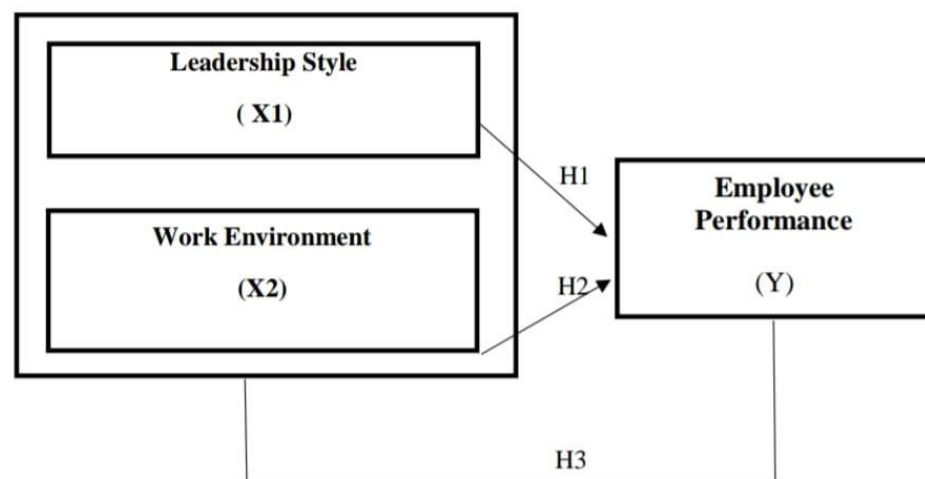 Leadership Style
( X1)
H1
Employee
Performance
(Y)
Work Environment
(X2)
H2
H3